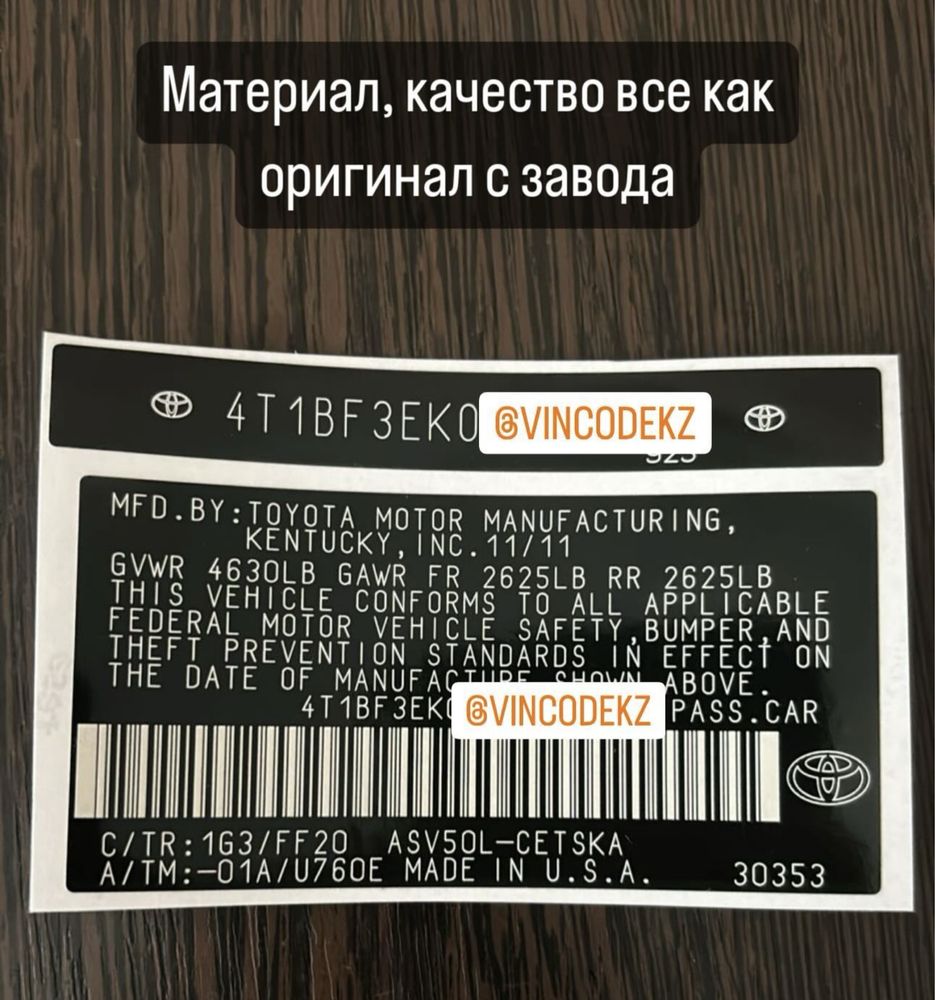 Материал, качество все как
оригинал с завода
4T1BF3EK0 @VINCODEKZ
MFD.BY:TOYOTA MOTOR MANUFACTURING,
KENTUCKY,INC.11/11
GVWR 4630LB GAWR FR 2625LB RR 2625LB
THIS VEHICLE CONFORMS TO ALL APPLICABLE
FEDERAL MOTOR VEHICLE SAFETY,BUMPER,AND
THEFT PREVENTION STANDARDS IN EFFECT ON
THE DATE OF MANUFACTURE SHOWN ABOVE.
4T1BF3EK @VINCODEKZ PASS.CAR
C/TR:1G3/FF20 ASV50L-CETSKA
A/TM:-01A/U760E MADE IN U.S.A. 30353